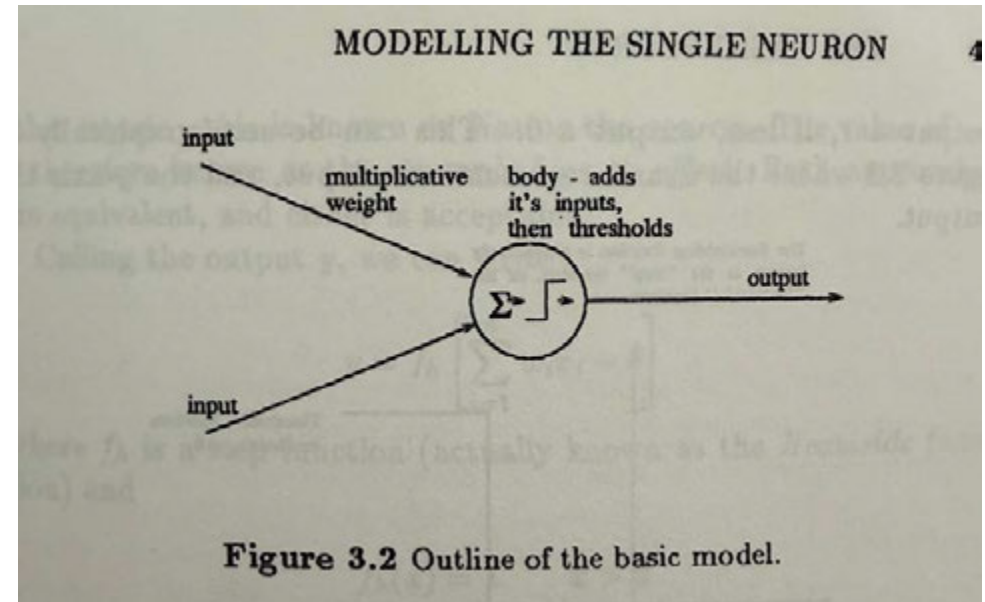 MODELLING THE SINGLE NEURON 4
input
multiplicative
weight
body - adds
it's inputs,
then thresholds
Σ
output
input
Figure 3.2 Outline of the basic model.